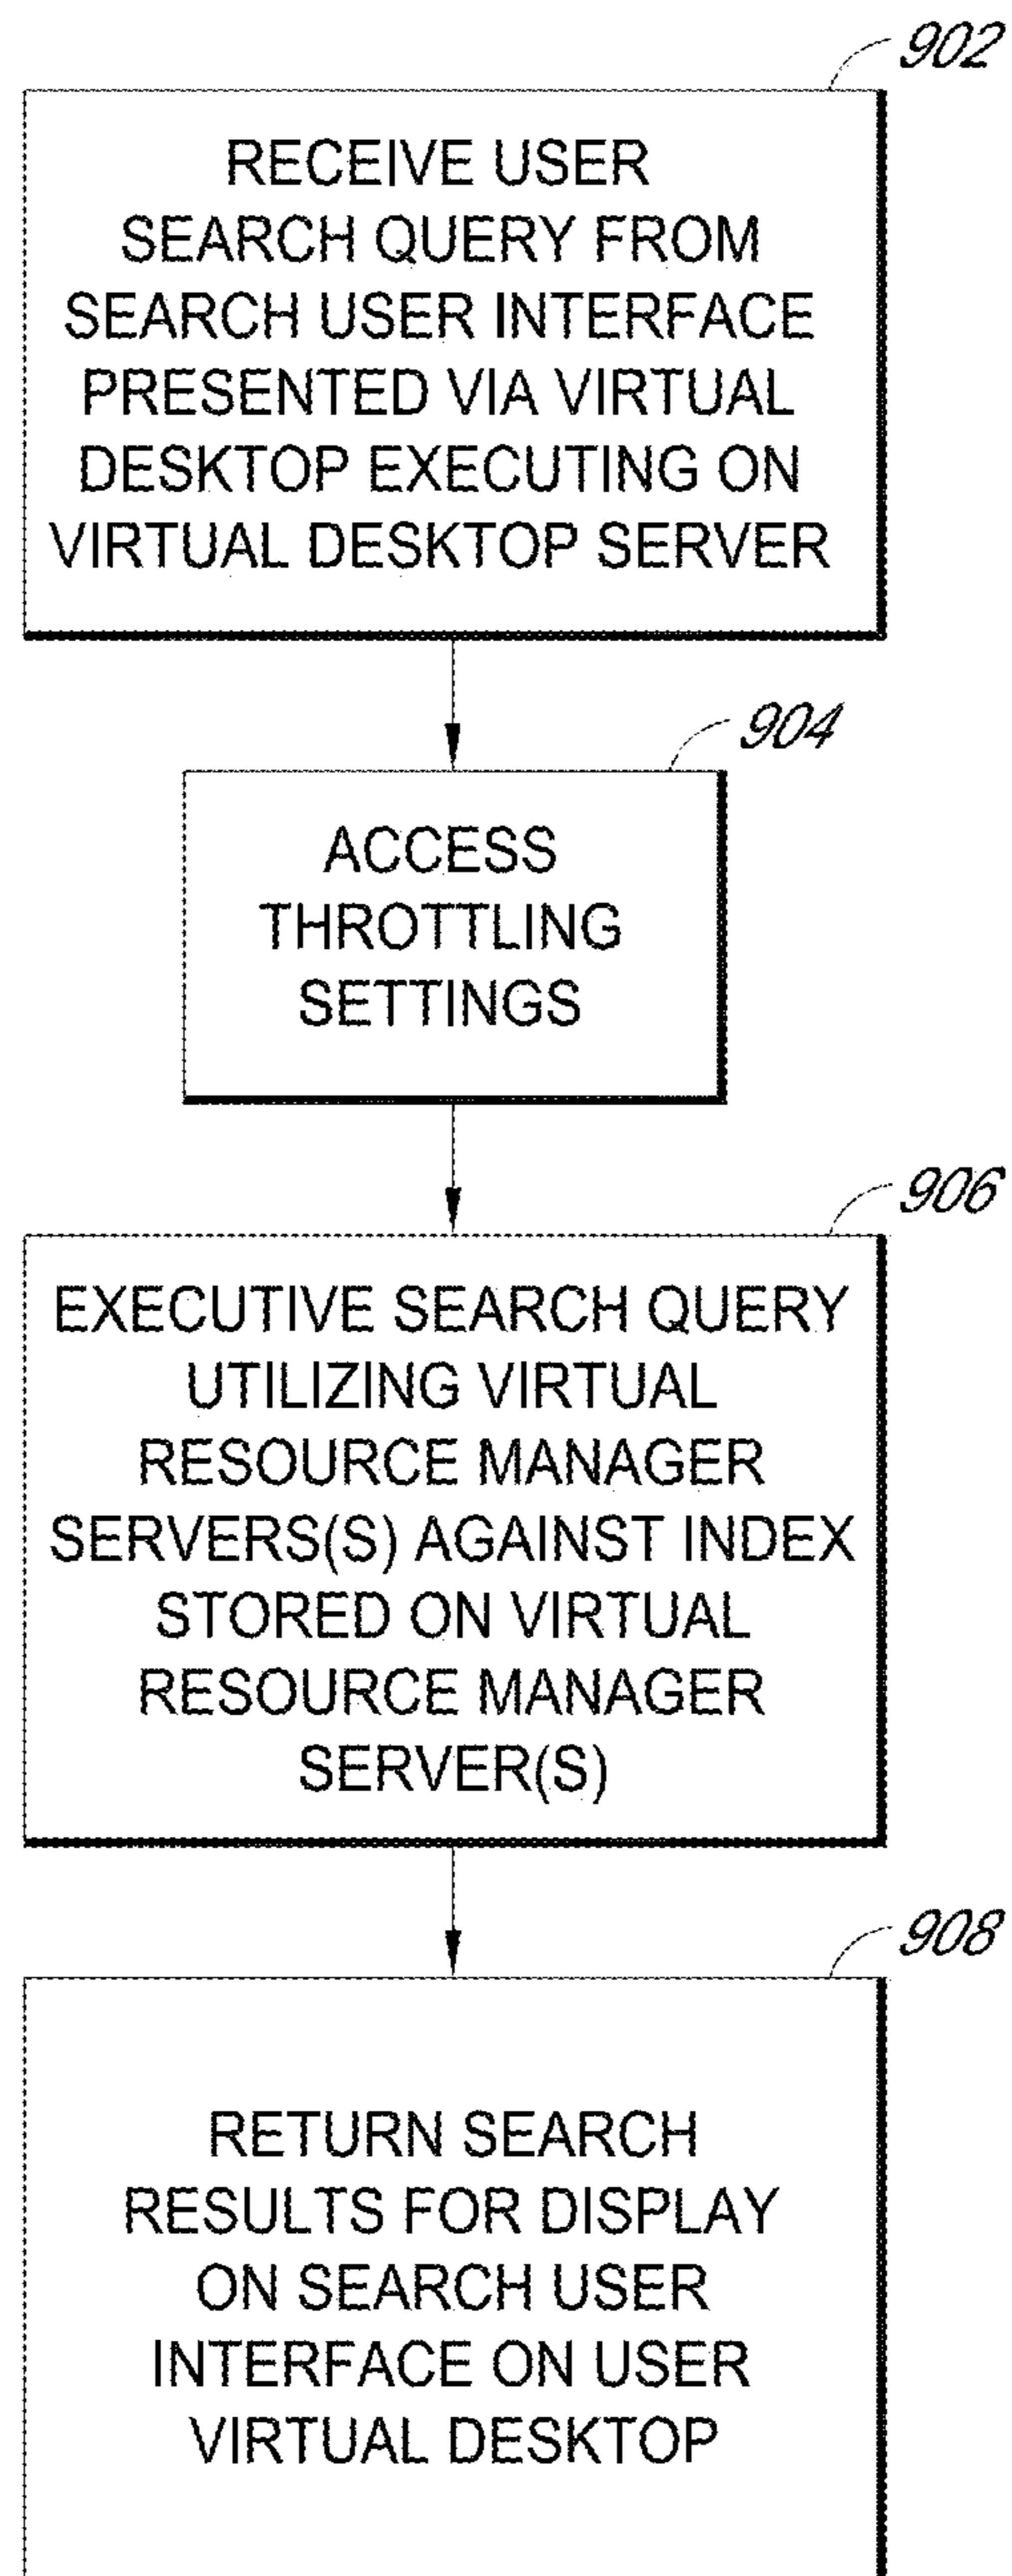 902
RECEIVE USER
SEARCH QUERY FROM
SEARCH USER INTERFACE
PRESENTED VIA VIRTUAL
DESKTOP EXECUTING ON
VIRTUAL DESKTOP SERVER
904
ACCESS
THROTTLING
SETTINGS
906
EXECUTIVE SEARCH QUERY
UTILIZING VIRTUAL
RESOURCE MANAGER
SERVERS(S) AGAINST INDEX
STORED ON VIRTUAL
RESOURCE MANAGER
SERVER(S)
908
RETURN SEARCH
RESULTS FOR DISPLAY
ON SEARCH USER
INTERFACE ON USER
VIRTUAL DESKTOP